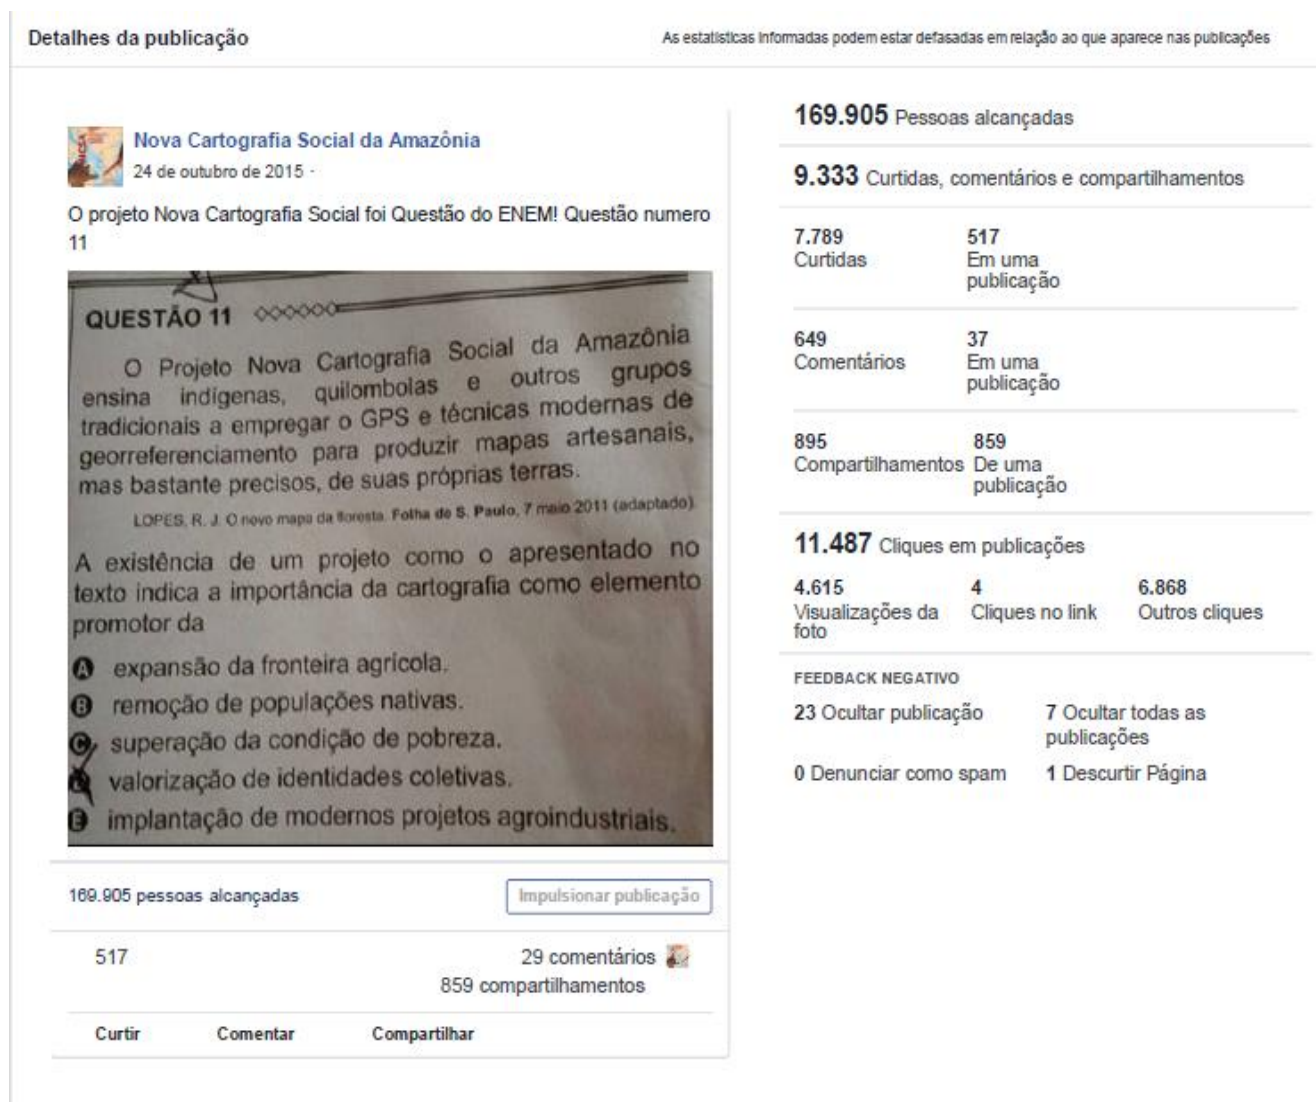 Detalhes da publicação
As estatísticas informadas podem estar defasadas em relação ao que aparece nas publicações
Nova Cartografia Social da Amazônia
24 de outubro de 2015 ·
O projeto Nova Cartografia Social foi Questão do ENEM! Questão numero
11
QUESTÃO 11
O Projeto Nova Cartografia Social da Amazônia
ensina indígenas, quilombolas e outros grupos
tradicionais a empregar o GPS e técnicas modernas de
georreferenciamento para produzir mapas artesanais,
mas bastante precisos, de suas próprias terras.
LOPES, R. J. O novo mapa da floresta. Folha de S. Paulo, 7 maio 2011 (adaptado)
A existência de um projeto como o apresentado no
texto indica a importância da cartografia como elemento
promotor da
A expansão da fronteira agrícola.
B remoção de populações nativas.
C superação da condição de pobreza.
D valorização de identidades coletivas.
E implantação de modernos projetos agroindustriais.
169.905 pessoas alcançadas
Impulsionar publicação
517
29 comentários
859 compartilhamentos
Curtir Comentar Compartilhar
169.905 Pessoas alcançadas
9.333 Curtidas, comentários e compartilhamentos
7.789
Curtidas
517
Em uma
publicação
649
Comentários
37
Em uma
publicação
895
Compartilhamentos
859
De uma
publicação
11.487 Cliques em publicações
4.615
Visualizações da
foto
4
Cliques no link
6.868
Outros cliques
FEEDBACK NEGATIVO
23 Ocultar publicação
7 Ocultar todas as
publicações
0 Denunciar como spam
1 Descurtir Página